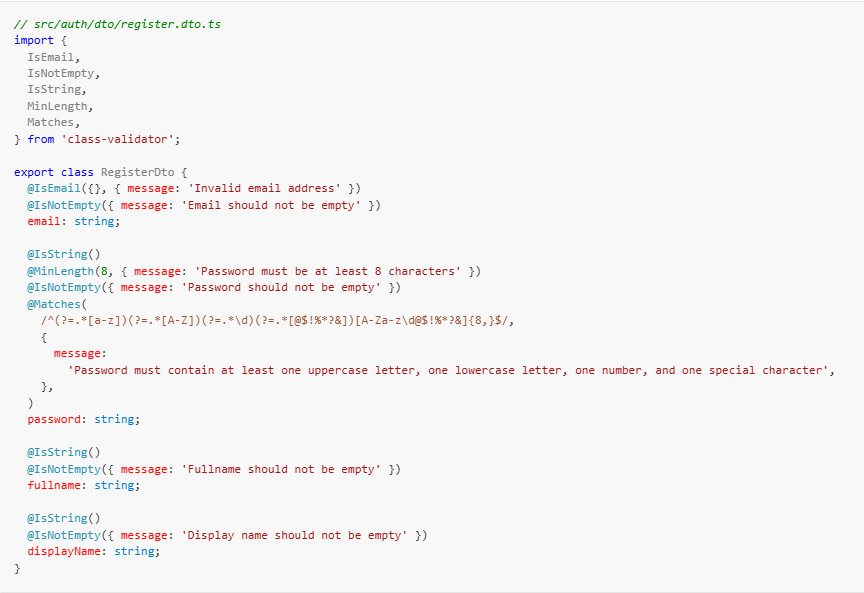 // src/auth/dto/register.dto.ts
import {
  IsEmail,
  IsNotEmpty,
  IsString,
  MinLength,
  Matches,
} from 'class-validator';

export class RegisterDto {
  @IsEmail({}, { message: 'Invalid email address' })
  @IsNotEmpty({ message: 'Email should not be empty' })
  email: string;

  @IsString()
  @MinLength(8, { message: 'Password must be at least 8 characters' })
  @IsNotEmpty({ message: 'Password should not be empty' })
  @Matches(
    /^(?=.*[a-z])(?=.*[A-Z])(?=.*\d)(?=.*[@$!%*?&])[A-Za-z\d@$!%*?&]{8,}$/,
    {
      message:
        'Password must contain at least one uppercase letter, one lowercase letter, one number, and one special character',
    },
  )
  password: string;

  @IsString()
  @IsNotEmpty({ message: 'Fullname should not be empty' })
  fullname: string;

  @IsString()
  @IsNotEmpty({ message: 'Display name should not be empty' })
  displayName: string;
}